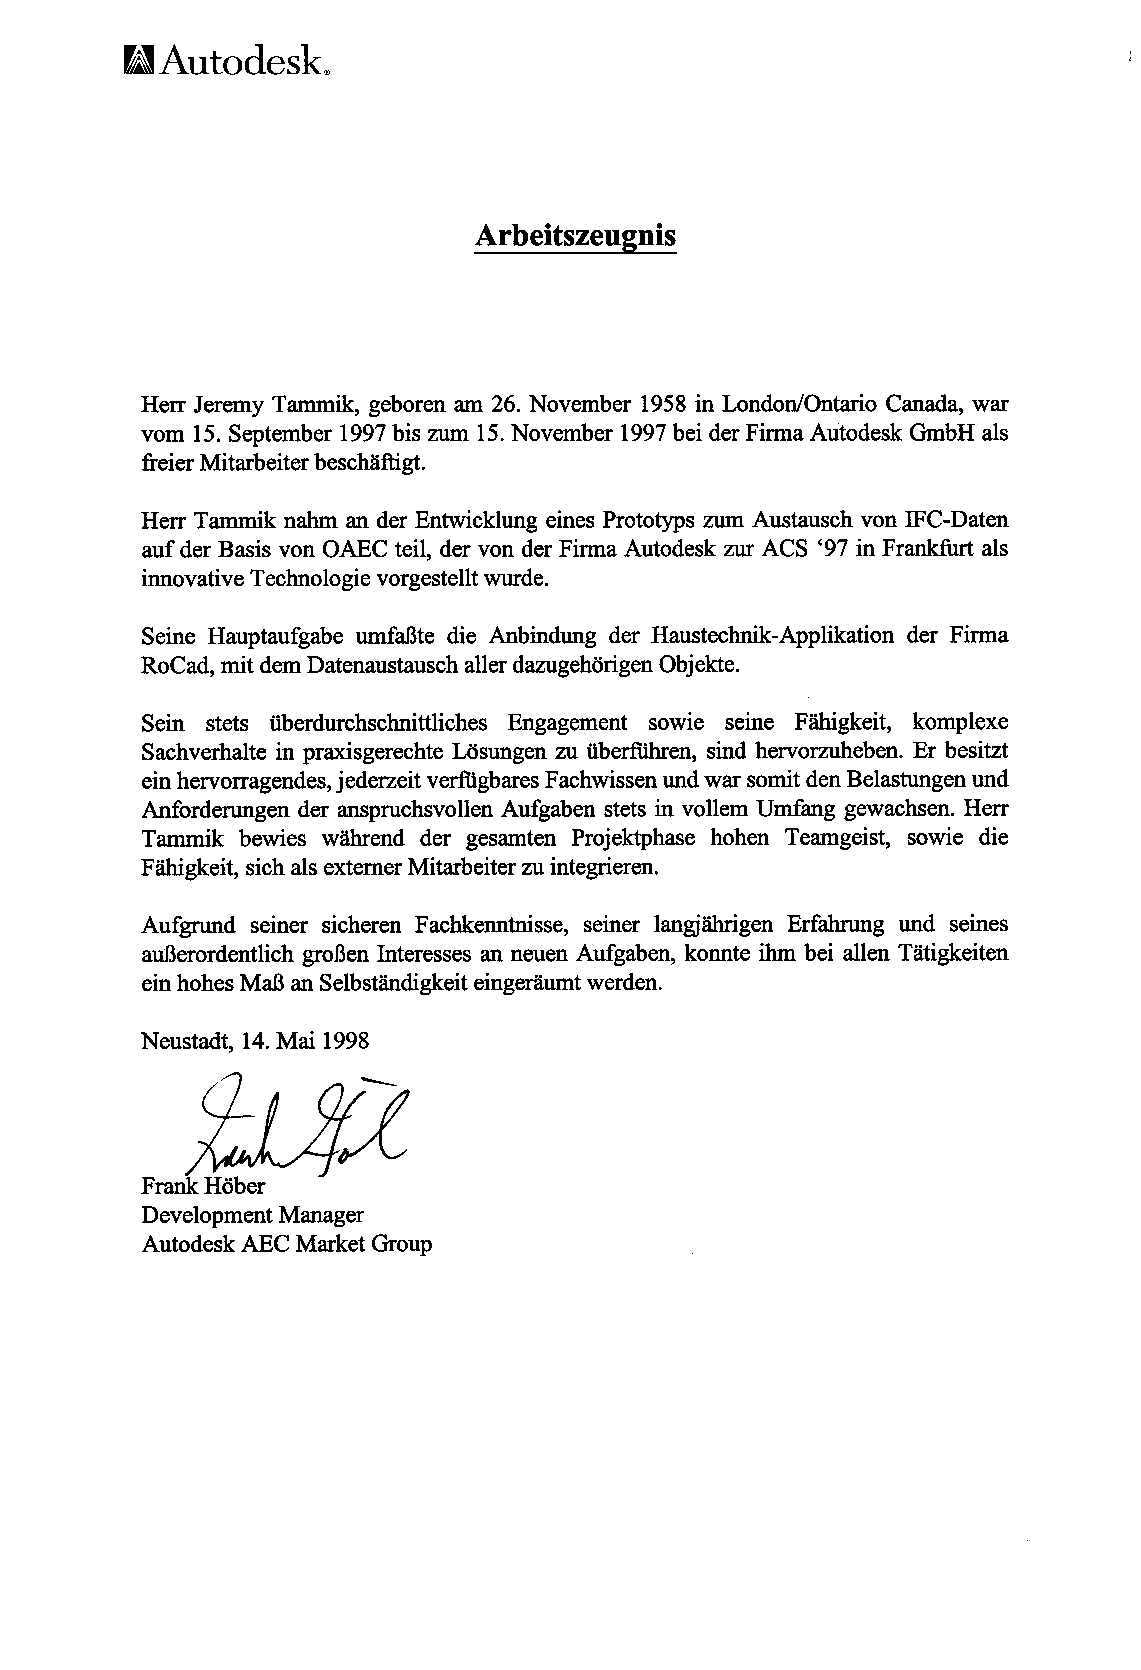 Autodesk®
Arbeitszeugnis
Herr Jeremy Tammik, geboren am 26. November 1958 in London/Ontario Canada, war
vom 15. September 1997 bis zum 15. November 1997 bei der Firma Autodesk GmbH als
freier Mitarbeiter beschäftigt.
Herr Tammik nahm an der Entwicklung eines Prototyps zum Austausch von IFC-Daten
auf der Basis von OAEC teil, der von der Firma Autodesk zur ACS ‘97 in Frankfurt als
innovative Technologie vorgestellt wurde.
Seine Hauptaufgabe umfaßte die Anbindung der Haustechnik-Applikation der Firma
RoCad, mit dem Datenaustausch aller dazugehörigen Objekte.
Sein stets überdurchschnittliches Engagement sowie seine Fähigkeit, komplexe
Sachverhalte in praxisgerechte Lösungen zu überführen, sind hervorzuheben. Er besitzt
ein hervorragendes, jederzeit verfügbares Fachwissen und war somit den Belastungen und
Anforderungen der anspruchsvollen Aufgaben stets in vollem Umfang gewachsen. Herr
Tammik bewies während der gesamten Projektphase hohen Teamgeist, sowie die
Fähigkeit, sich als externer Mitarbeiter zu integrieren.
Aufgrund seiner sicheren Fachkenntnisse, seiner langjährigen Erfahrung und seines
außerordentlich großen Interesses an neuen Aufgaben, konnte ihm bei allen Tätigkeiten
ein hohes Maß an Selbständigkeit eingeräumt werden.
Neustadt, 14. Mai 1998
Frank Höber
Development Manager
Autodesk AEC Market Group